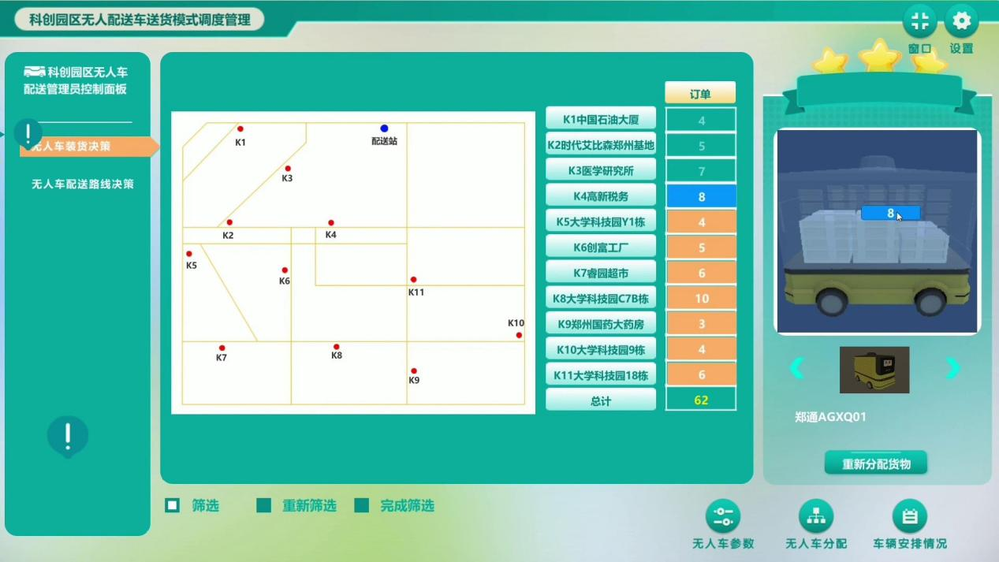 科创园区无人配送车送货模式调度管理
窗口
设置
科创园区无人车
配送管理员控制面板
无人车装货决策
无人车配送路线决策
K1
配送站
K3
K2
K4
K5
K6
K11
K10
K7
K8
K9
订单
K1中国石油大厦 4
K2时代艾比森郑州基地 5
K3医学研究所 7
K4高新税务 8
K5大学科技园Y1栋 4
K6创富工厂 5
K7睿园超市 6
K8大学科技园C7B栋 10
K9郑州国药大药房 3
K10大学科技园9栋 4
K11大学科技园18栋 6
总计 62
8
郑通AGXQ01
重新分配货物
筛选
重新筛选
完成筛选
无人车参数
无人车分配
车辆安排情况